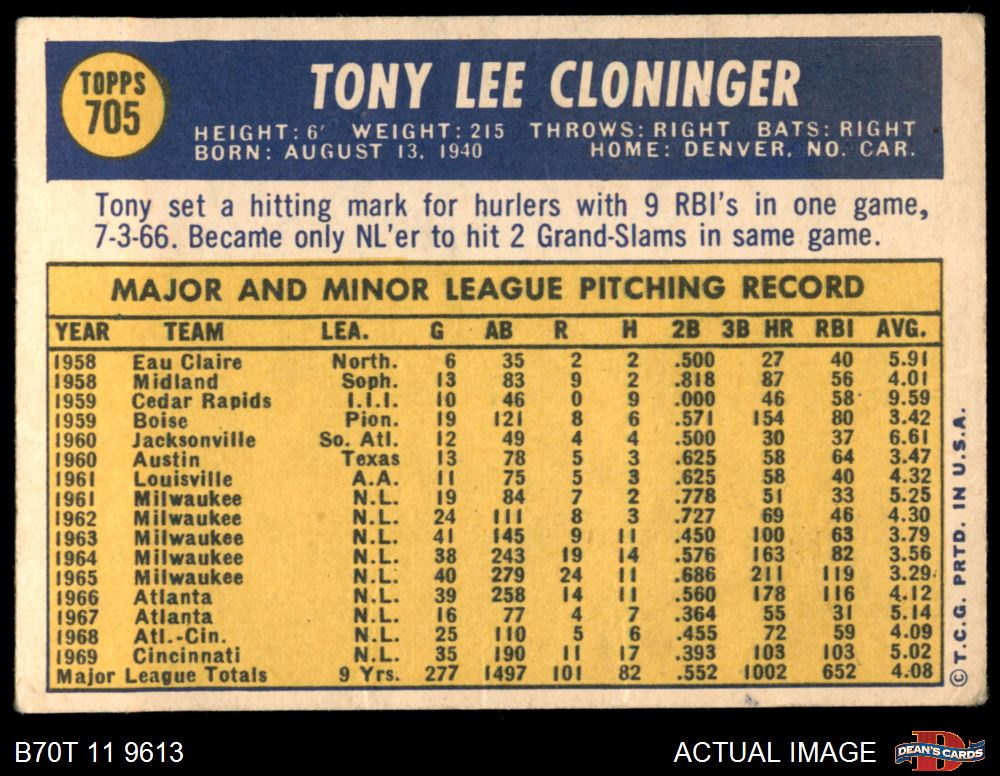 TOPPS
705
TONY LEE CLONINGER
HEIGHT: 6' WEIGHT: 215 THROWS: RIGHT BATS: RIGHT
BORN: AUGUST 13, 1940 HOME: DENVER, NO. CAR.
Tony set a hitting mark for hurlers with 9 RBI's in one game,
7-3-66. Became only NL'er to hit 2 Grand-Slams in same game.
MAJOR AND MINOR LEAGUE PITCHING RECORD
YEAR TEAM LEA. G AB R H 2B 3B HR RBI AVG.
1958 Eau Claire North. 6 35 2 2 .500 27 40 5.91
1958 Midland Soph. 13 83 9 2 .818 87 56 4.01
1959 Cedar Rapids I.I.I. 10 46 0 9 .000 46 58 9.59
1959 Boise Pion. 19 121 8 6 .571 154 80 3.42
1960 Jacksonville So. Atl. 12 49 4 4 .500 30 37 6.61
1960 Austin Texas 13 78 5 3 .625 58 64 3.47
1961 Louisville A.A. 11 75 5 3 .625 58 40 4.32
1961 Milwaukee N.L. 19 84 7 2 .778 51 33 5.25
1962 Milwaukee N.L. 24 111 8 3 .727 69 46 4.30
1963 Milwaukee N.L. 41 145 9 11 .450 100 63 3.79
1964 Milwaukee N.L. 38 243 19 14 .576 163 82 3.56
1965 Milwaukee N.L. 40 279 24 11 .686 211 119 3.29
1966 Atlanta N.L. 39 258 14 11 .560 178 116 4.12
1967 Atlanta N.L. 16 77 4 7 .364 55 31 5.14
1968 Atl.-Cin. N.L. 25 110 5 6 .455 72 59 4.09
1969 Cincinnati N.L. 35 190 11 17 .393 103 103 5.02
Major League Totals 9 Yrs. 277 1497 101 82 .552 1002 652 4.08
© T.C.G. PRTD. IN U.S.A.
B70T 11 9613
ACTUAL IMAGE
DEAN'S CARDS